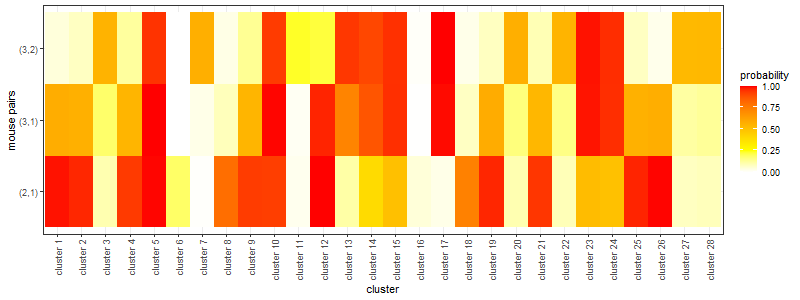 (3,2)
(3,1)
(2,1)
mouse pairs
cluster 1
cluster 2
cluster 3
cluster 4
cluster 5
cluster 6
cluster 7
cluster 8
cluster 9
cluster 10
cluster 11
cluster 12
cluster 13
cluster 14
cluster 15
cluster 16
cluster 17
cluster 18
cluster 19
cluster 20
cluster 21
cluster 22
cluster 23
cluster 24
cluster 25
cluster 26
cluster 27
cluster 28
cluster
probability
1.00
0.75
0.50
0.25
0.00